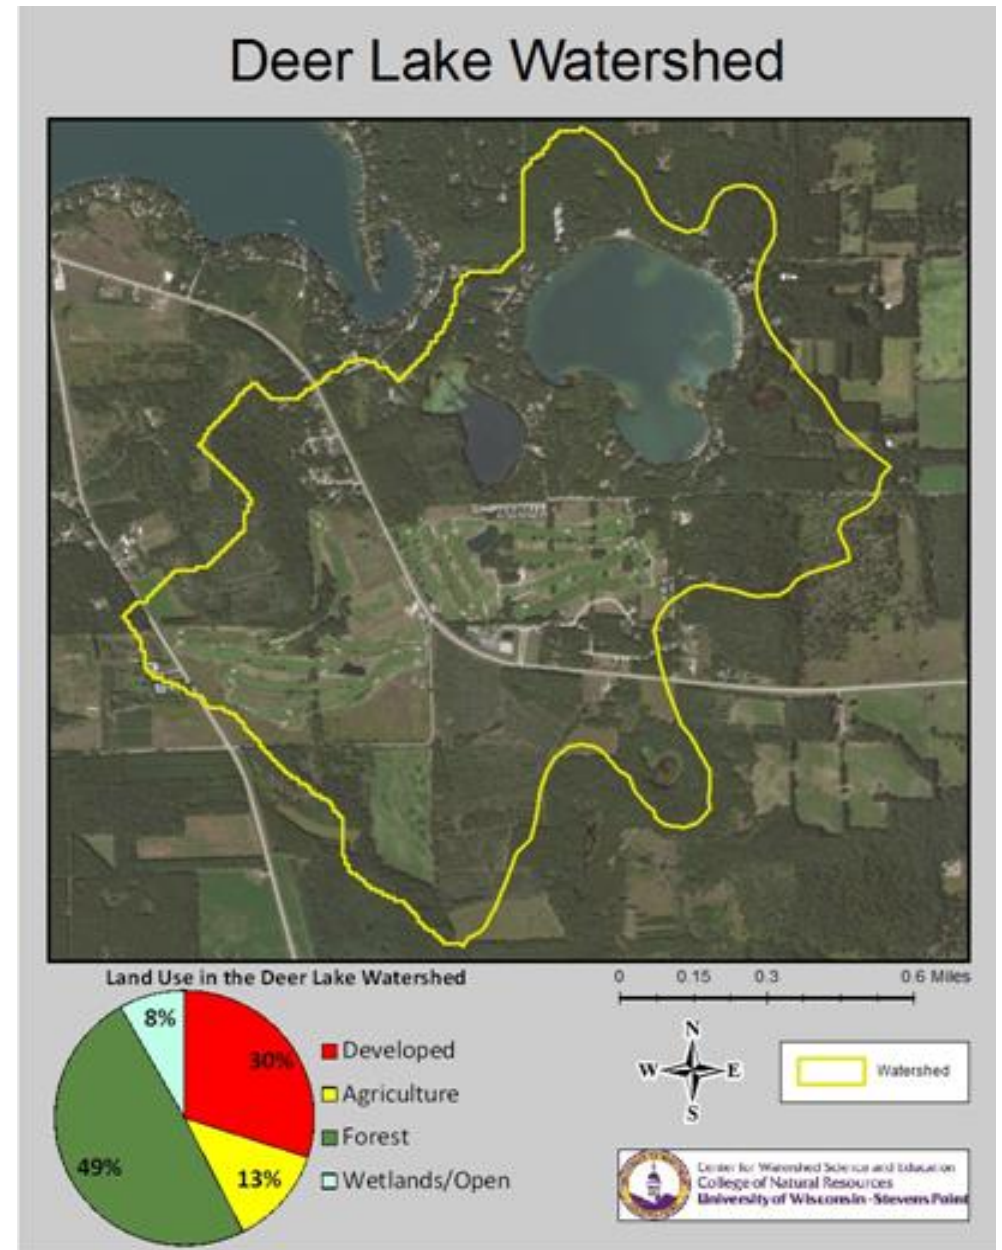 Deer Lake Watershed
Land Use in the Deer Lake Watershed
30%
13%
49%
8%
Developed
Agriculture
Forest
Wetlands/Open
0 0.15 0.3 0.6 Miles
N
W E
S
Watershed
Center for Watershed Science and Education
College of Natural Resources
University of Wisconsin - Stevens Point